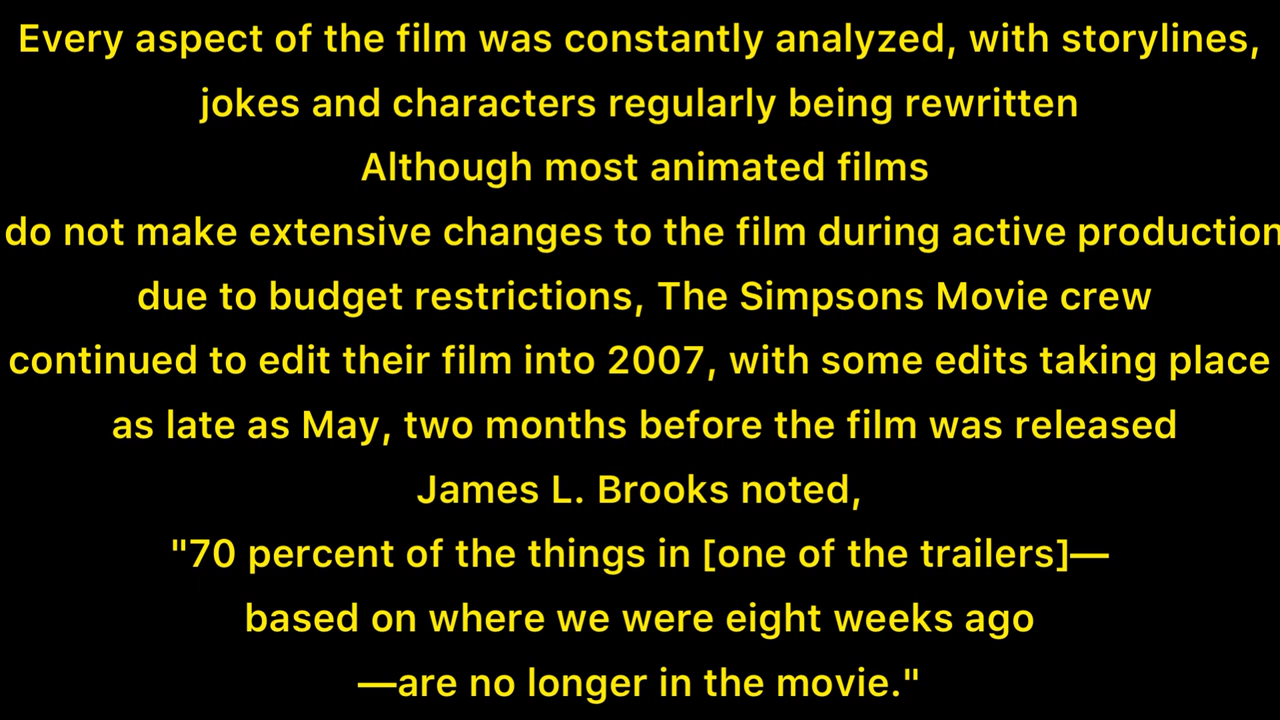 Every aspect of the film was constantly analyzed, with storylines,
jokes and characters regularly being rewritten
Although most animated films
do not make extensive changes to the film during active production
due to budget restrictions, The Simpsons Movie crew
continued to edit their film into 2007, with some edits taking place
as late as May, two months before the film was released
James L. Brooks noted,
"70 percent of the things in [one of the trailers]—
based on where we were eight weeks ago
—are no longer in the movie."